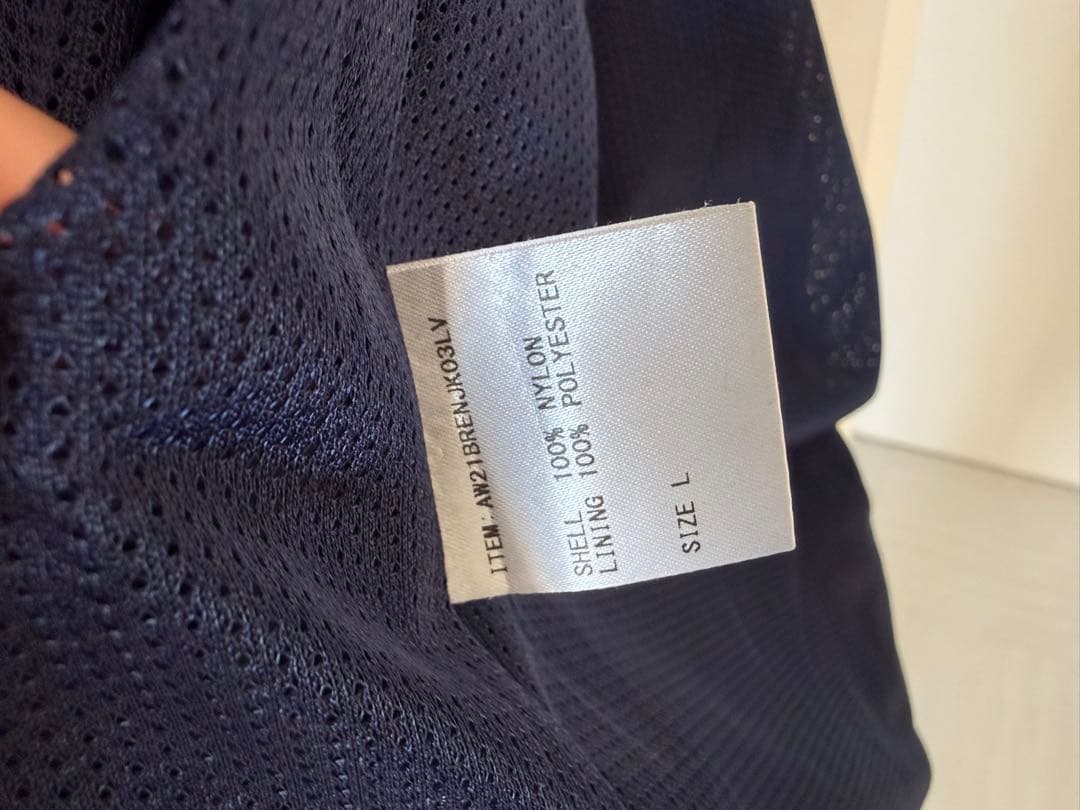 ITEM: AW21BRENJK03LV
SHELL 100% NYLON
LINING 100% POLYESTER
SIZE L